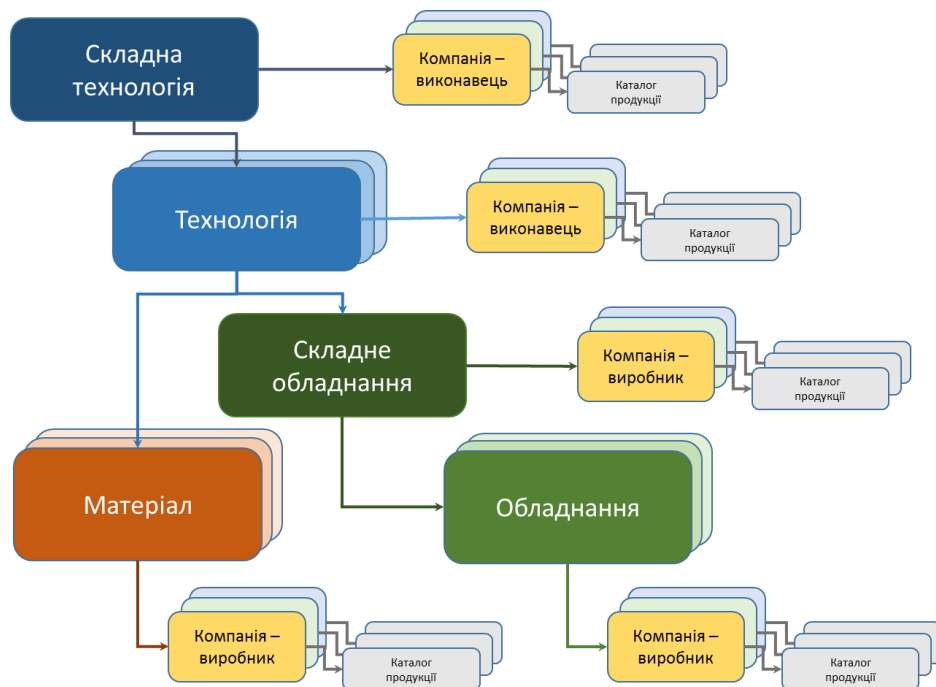 Складна
технологія
Компанія –
виконавець
Каталог
продукції
Технологія
Компанія –
виконавець
Каталог
продукції
Складне
обладнання
Компанія –
виробник
Каталог
продукції
Матеріал
Обладнання
Компанія –
виробник
Каталог
продукції
Компанія –
виробник
Каталог
продукції